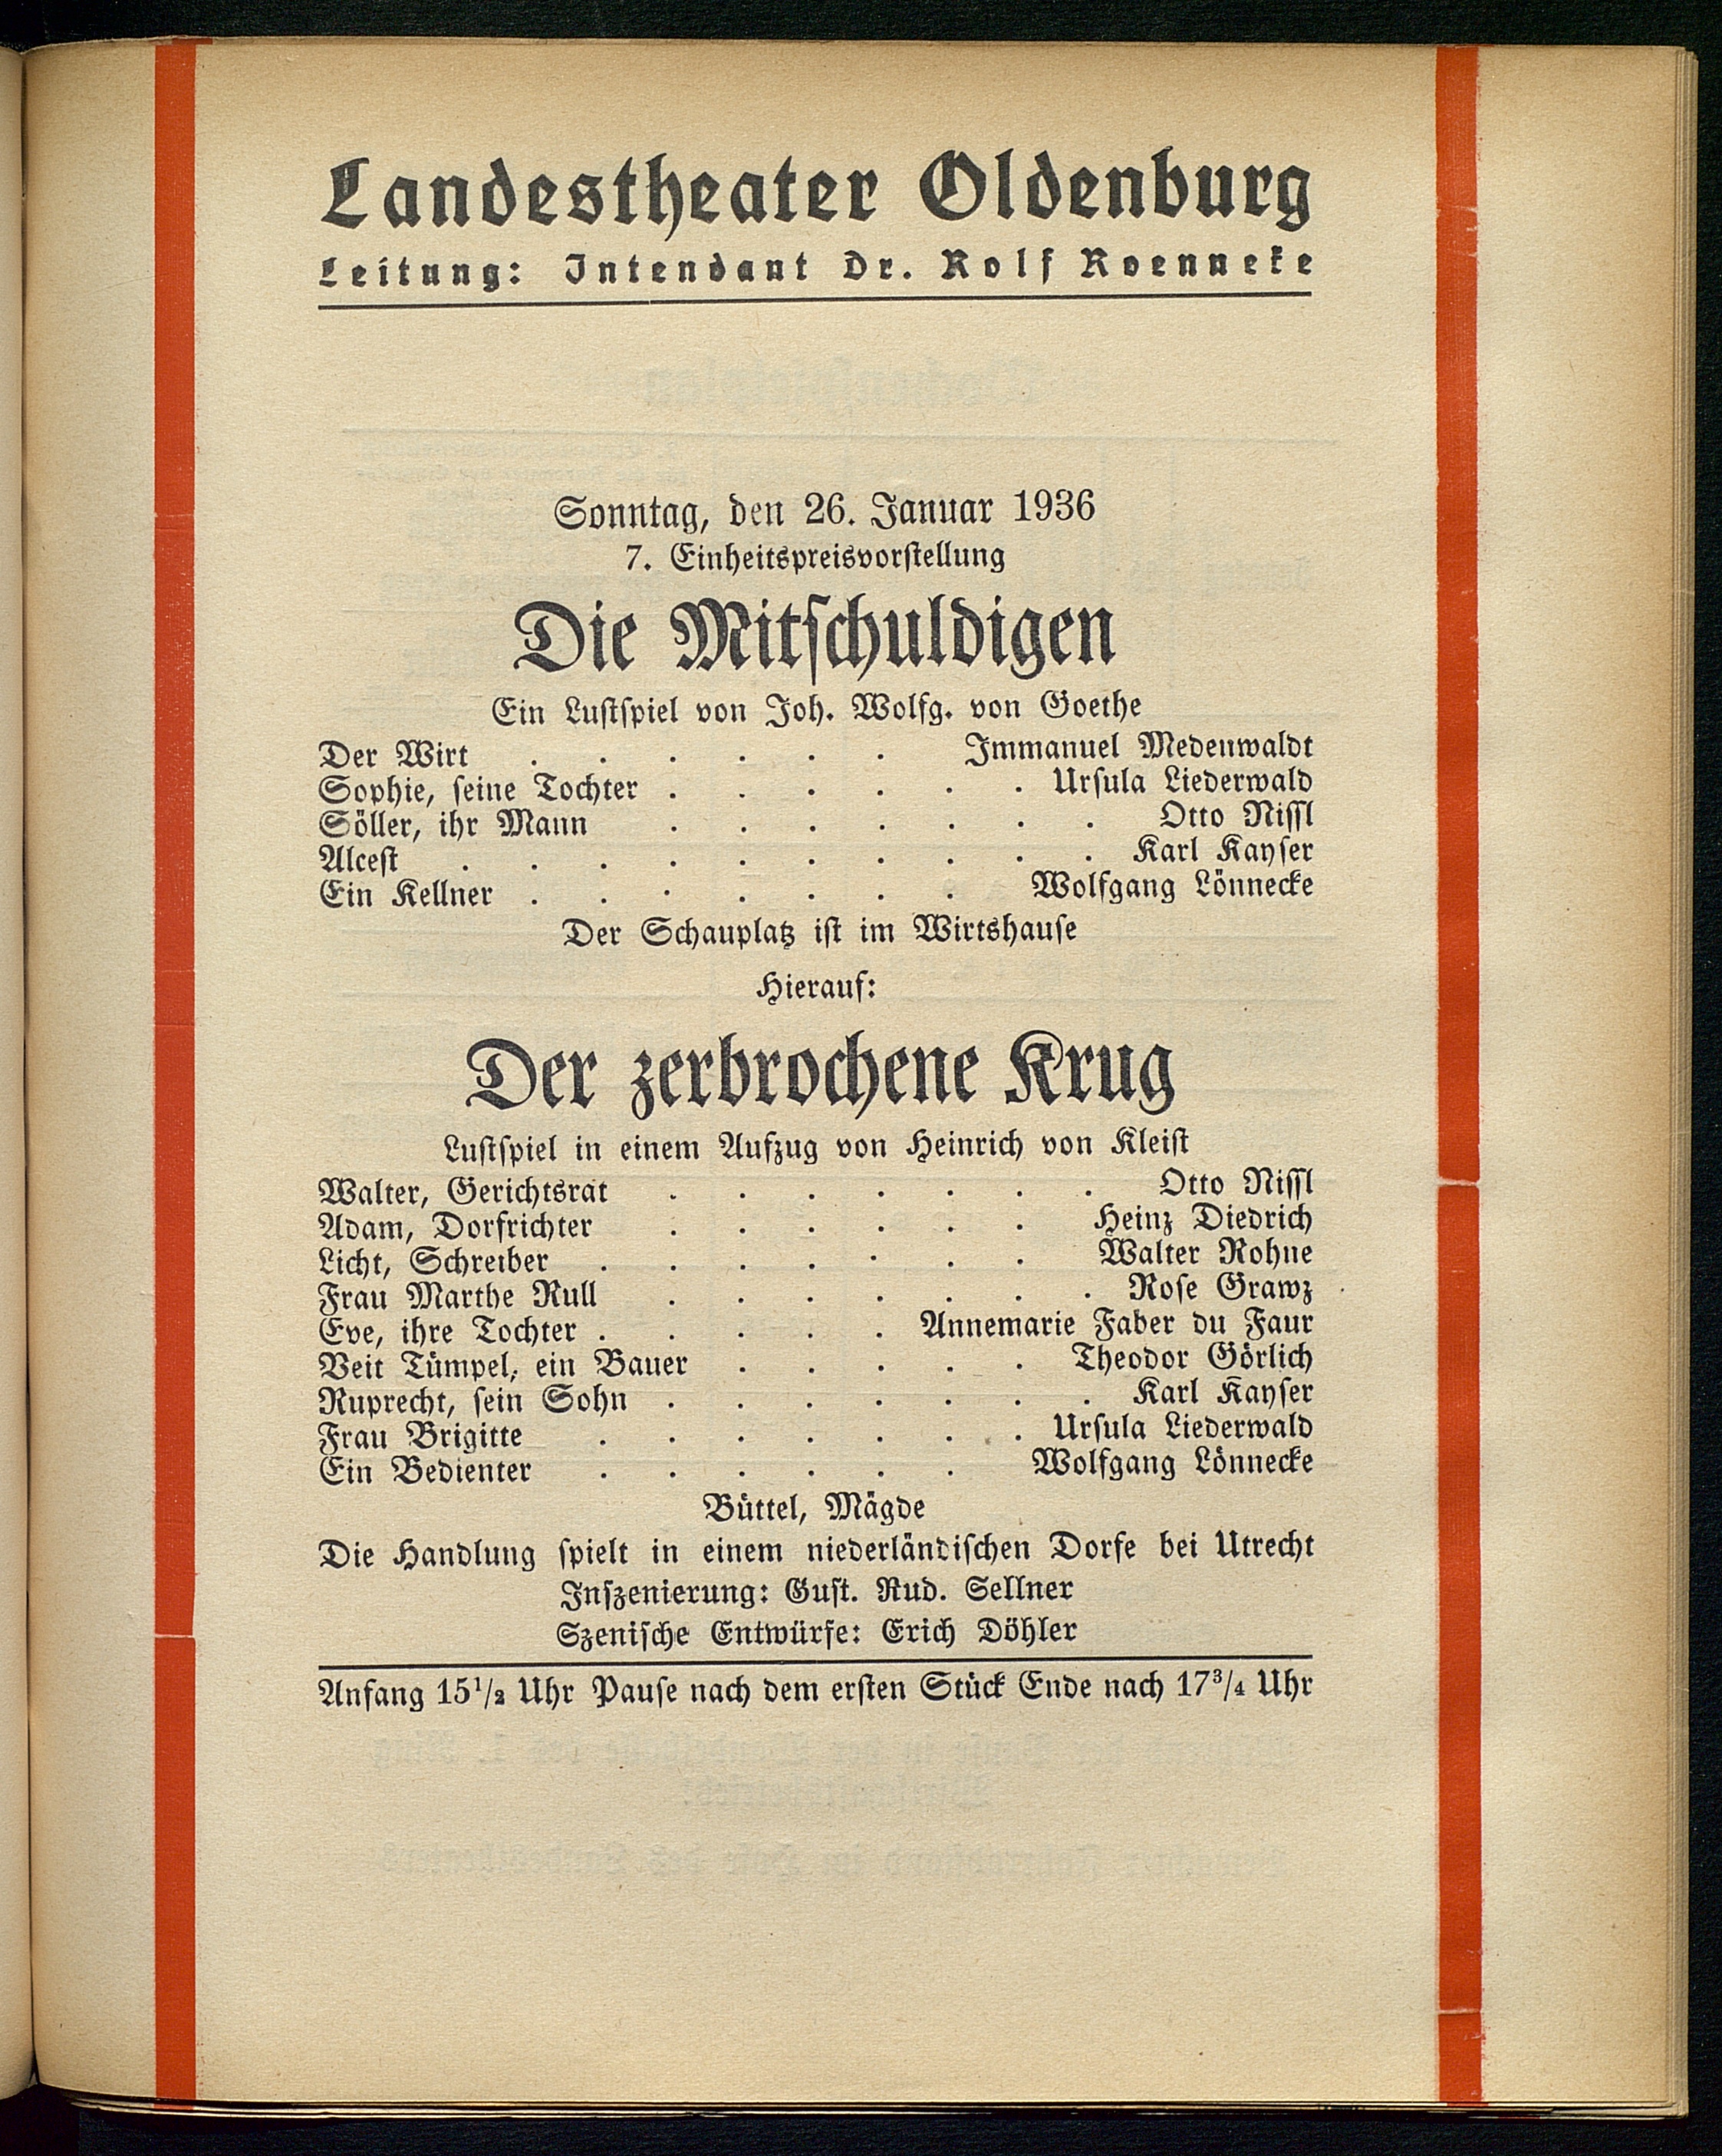 Landestheater Oldenburg
Leitung: Intendant Dr. Rolf Roenneke
Sonntag, den 26. Januar 1936
7. Einheitspreisvorstellung
Die Mitschuldigen
Ein Lustspiel von Joh. Wolfg. von Goethe
Der Wirt . . . . . . Immanuel Medenwaldt
Sophie, seine Tochter . . . . . . Ursula Liederwald
Söller, ihr Mann . . . . . . . Otto Nissl
Alcest . . . . . . . . . . Karl Kayser
Ein Kellner . . . . . . . Wolfgang Lönnecke
Der Schauplatz ist im Wirtshause
Hierauf:
Der zerbrochene Krug
Lustspiel in einem Aufzug von Heinrich von Kleist
Walter, Gerichtsrat . . . . . . . Otto Nissl
Adam, Dorfrichter . . . . . . Heinz Diedrich
Licht, Schreiber . . . . . . . Walter Rohne
Frau Marthe Rull . . . . . . . Rose Grawz
Eve, ihre Tochter . . . . . Annemarie Faber du Faur
Veit Tümpel, ein Bauer . . . . . Theodor Görlich
Ruprecht, sein Sohn . . . . . . . Karl Kayser
Frau Brigitte . . . . . . . Ursula Liederwald
Ein Bedienter . . . . . . Wolfgang Lönnecke
Büttel, Mägde
Die Handlung spielt in einem niederländischen Dorfe bei Utrecht
Inszenierung: Gust. Rud. Sellner
Szenische Entwürfe: Erich Döhler
Anfang 15½ Uhr Pause nach dem ersten Stück Ende nach 17¾ Uhr